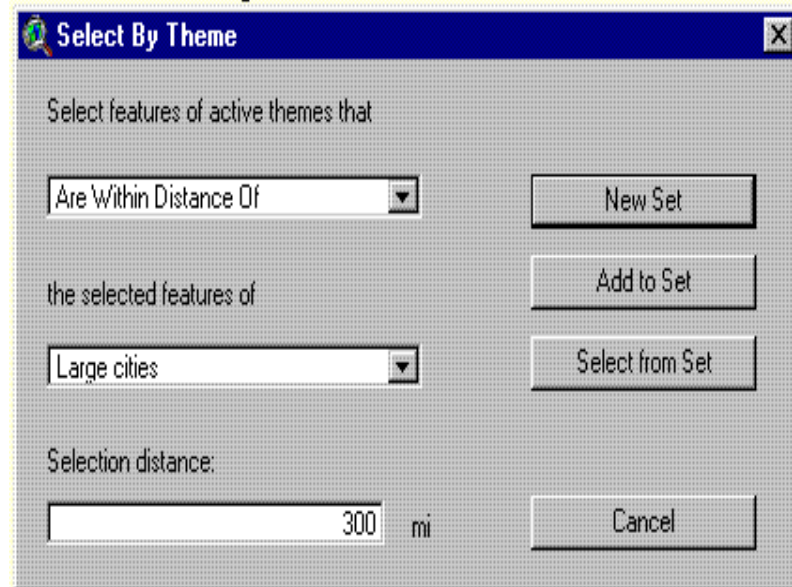 Select By Theme
Select features of active themes that
Are Within Distance Of
New Set
Add to Set
the selected features of
Large cities
Select from Set
Selection distance:
300 mi
Cancel